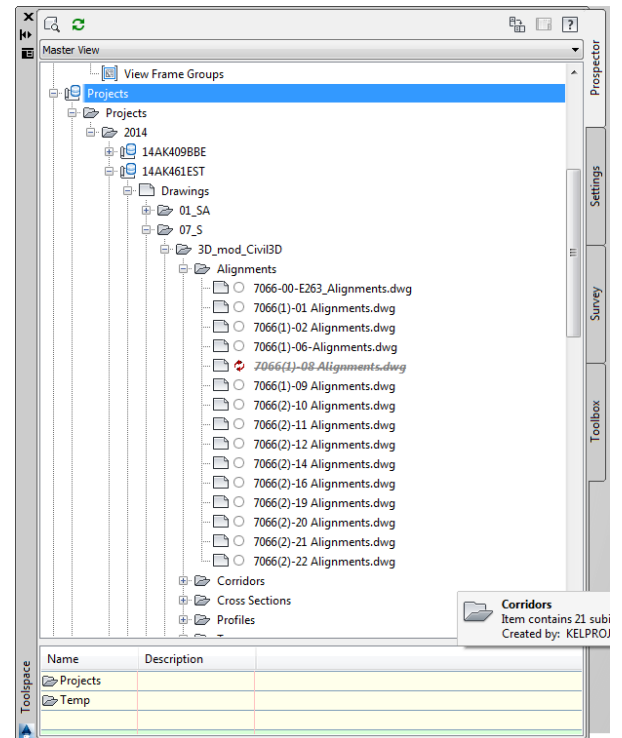 ?
Master View
View Frame Groups
Projects
Projects
2014
14AK409BBE
14AK461EST
Drawings
01_SA
07_S
3D_mod_Civil3D
Alignments
7066-00-E263_Alignments.dwg
7066(1)-01 Alignments.dwg
7066(1)-02 Alignments.dwg
7066(1)-06-Alignments.dwg
7066(1)-08 Alignments.dwg
7066(1)-09 Alignments.dwg
7066(2)-10 Alignments.dwg
7066(2)-11 Alignments.dwg
7066(2)-12 Alignments.dwg
7066(2)-14 Alignments.dwg
7066(2)-16 Alignments.dwg
7066(2)-19 Alignments.dwg
7066(2)-20 Alignments.dwg
7066(2)-21 Alignments.dwg
7066(2)-22 Alignments.dwg
Corridors
Cross Sections
Profiles
Corridors
Item contains 21 subi
Created by: KELPROJ
Name Description
Projects
Temp
Prospector
Settings
Survey
Toolbox
Toolspace